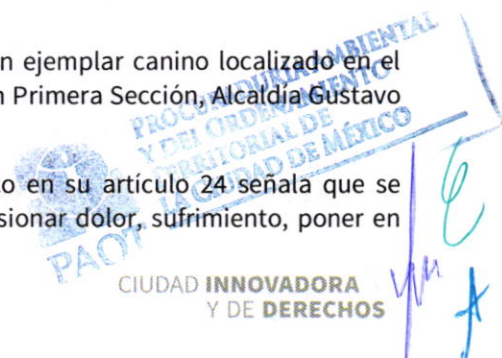 n ejemplar canino localizado en el
n Primera Sección, Alcaldía Gustavo
o en su artículo 24 señala que se
sionar dolor, sufrimiento, poner en
PROCURADURÍA AMBIENTAL
Y DEL ORDENAMIENTO
TERRITORIAL DE
LA CIUDAD DE MÉXICO
PAOT
CIUDAD INNOVADORA
Y DE DERECHOS